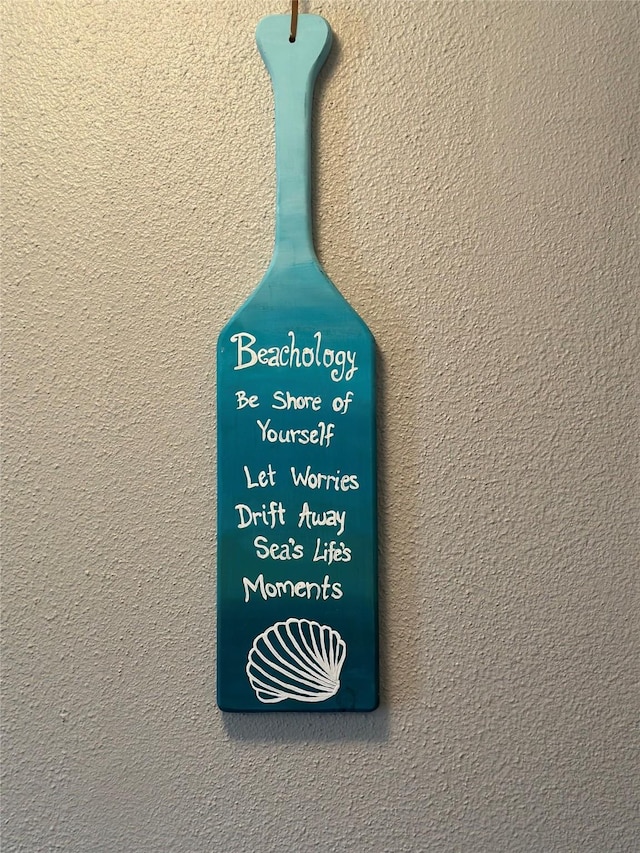 Beachology
Be Shore of
Yourself
Let Worries
Drift Away
Sea's Life's
Moments